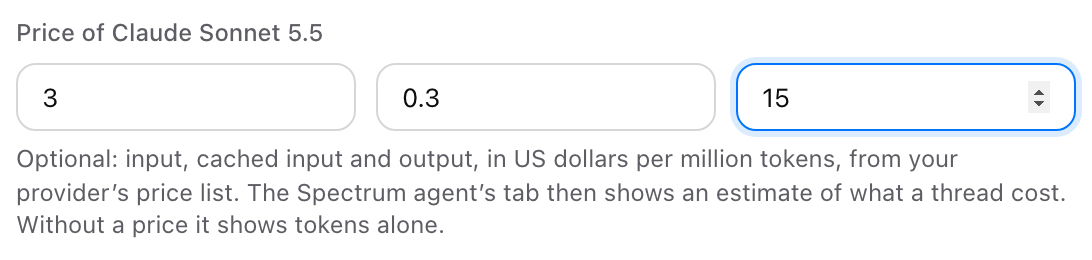 Price of Claude Sonnet 5.5
3
0.3
15
Optional: input, cached input and output, in US dollars per million tokens, from your
provider’s price list. The Spectrum agent’s tab then shows an estimate of what a thread cost.
Without a price it shows tokens alone.